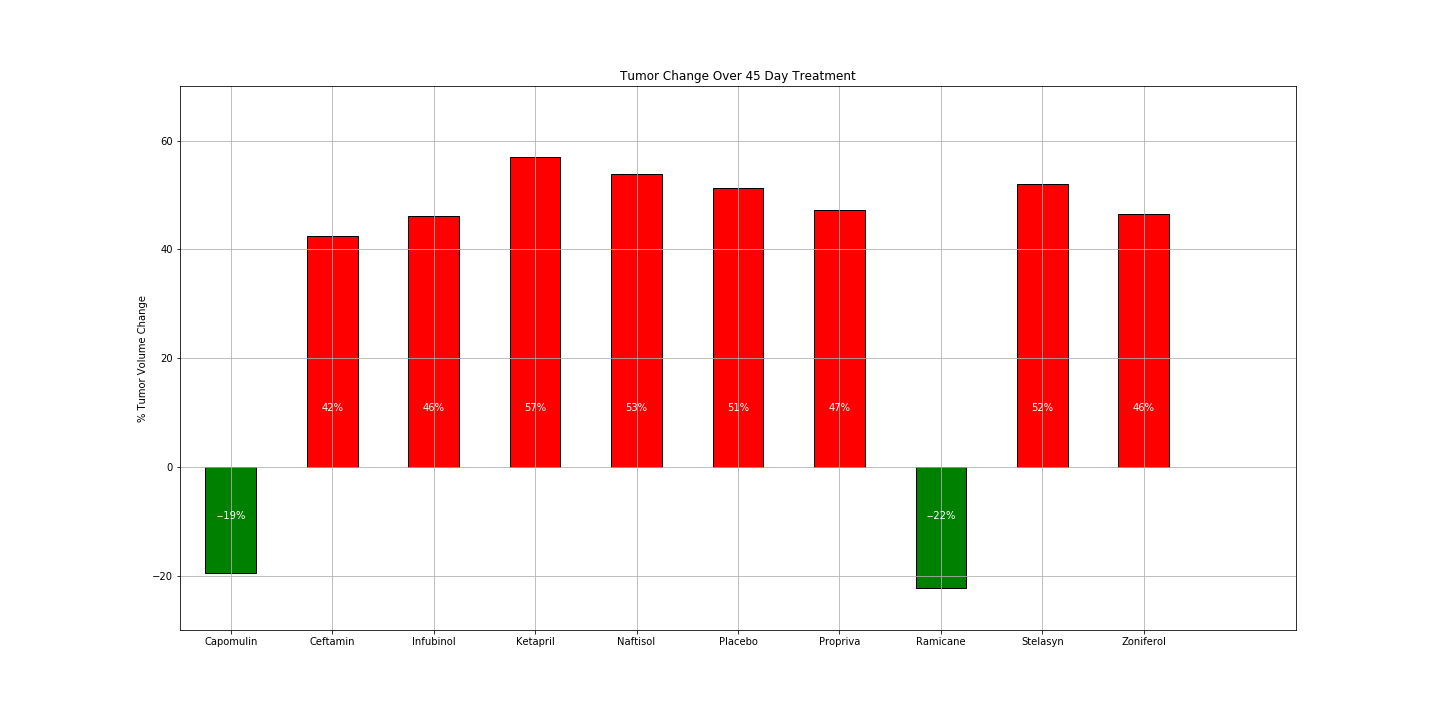 Tumor Change Over 45 Day Treatment
% Tumor Volume Change
60
40
20
0
−20
−19%
42%
46%
57%
53%
51%
47%
−22%
52%
46%
Capomulin
Ceftamin
Infubinol
Ketapril
Naftisol
Placebo
Propriva
Ramicane
Stelasyn
Zoniferol